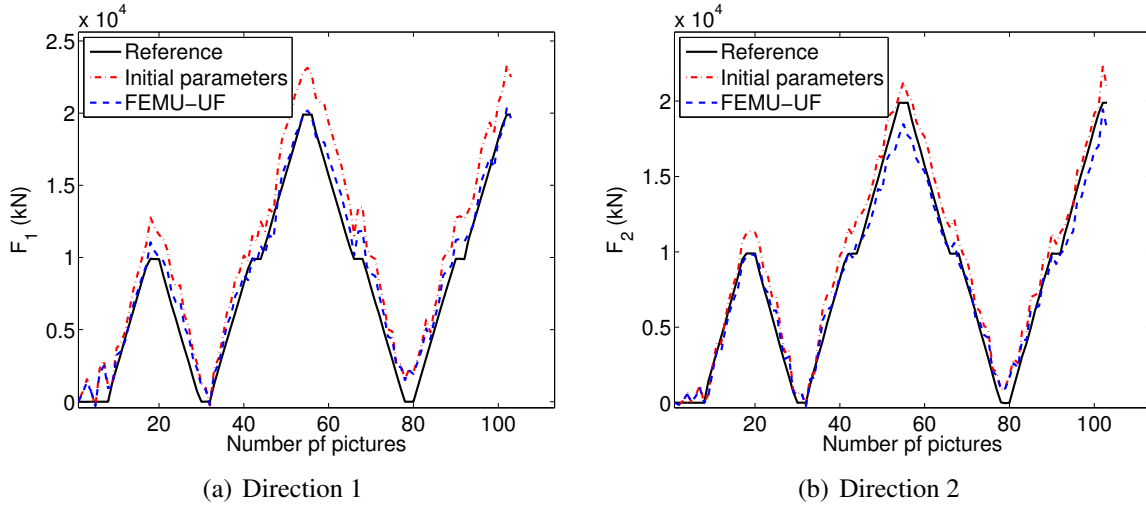 x 10^4
2.5
2
1.5
1
0.5
0
20 40 60 80 100
F_1 (kN)
Number pf pictures
Reference
Initial parameters
FEMU-UF
(a) Direction 1
x 10^4
2
1.5
1
0.5
0
20 40 60 80 100
F_2 (kN)
Number pf pictures
Reference
Initial parameters
FEMU-UF
(b) Direction 2